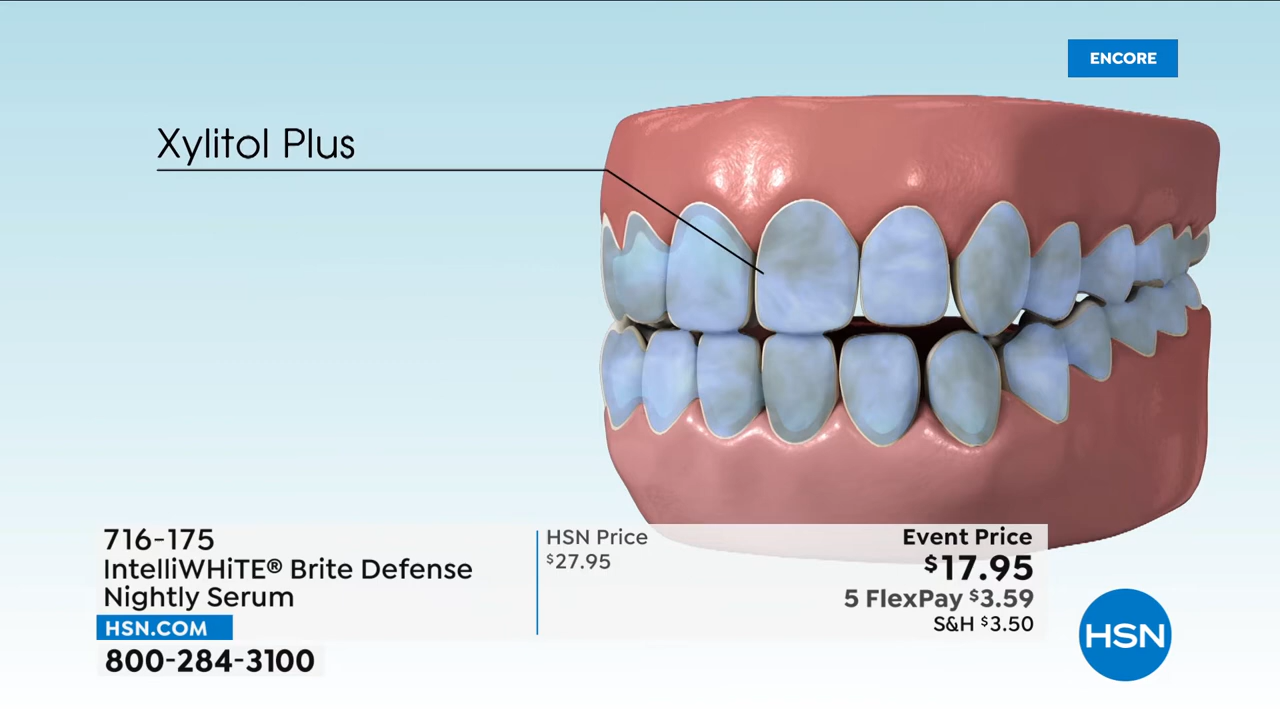 ENCORE
Xylitol Plus
716-175
IntelliWHiTE® Brite Defense
Nightly Serum
HSN.COM
800-284-3100
HSN Price
$27.95
Event Price
$17.95
5 FlexPay $3.59
S&H $3.50
HSN